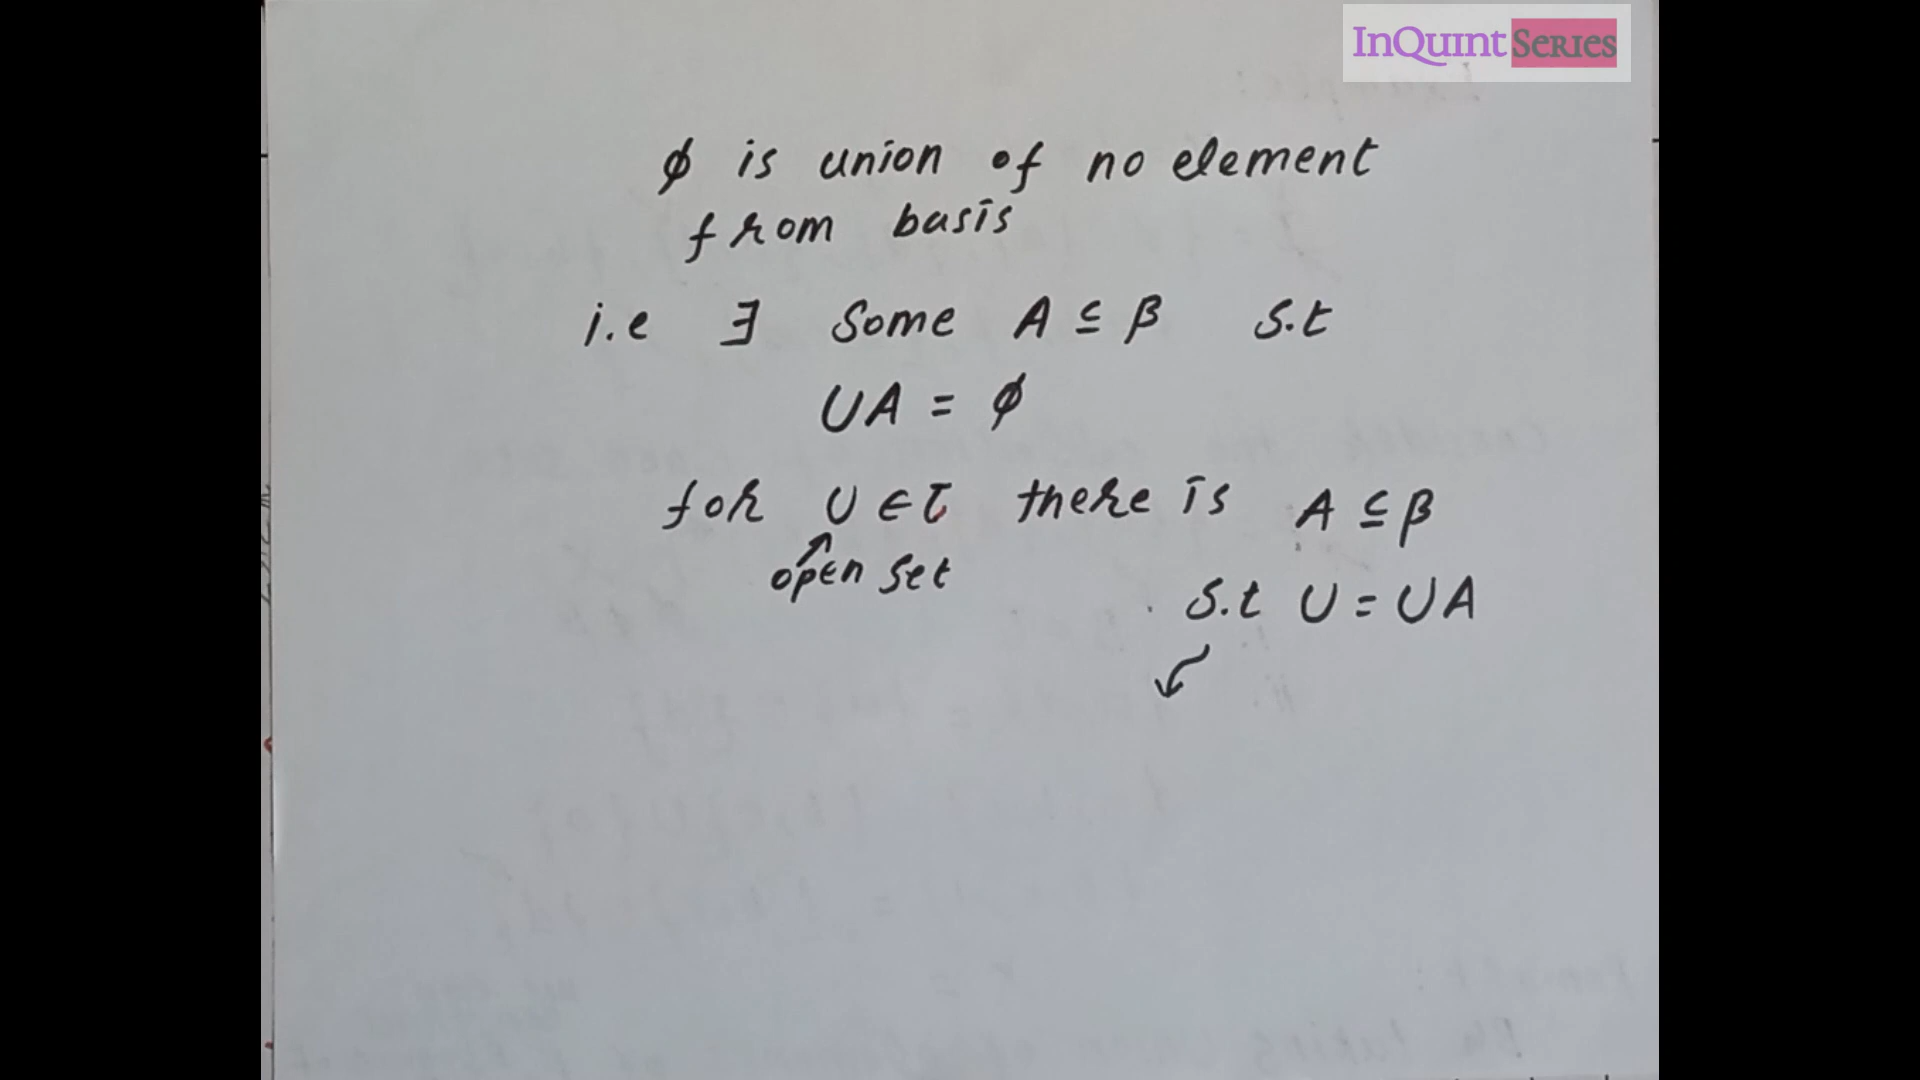 InQuint Series
ϕ is union of no element
from basis
i.e ∃ some A ⊆ β s.t
∪A = ϕ
for U ∈ τ there is A ⊆ β
open set
s.t U = ∪A